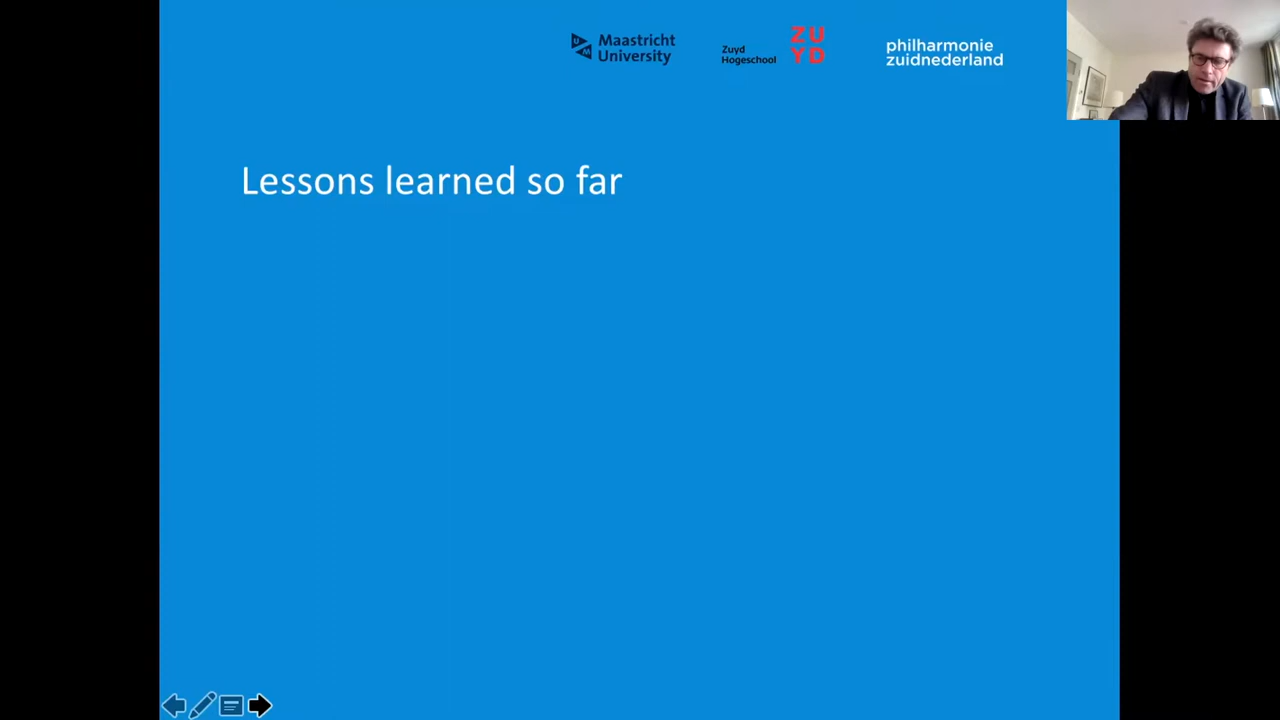 Maastricht
University
Zuyd
Hogeschool
ZU
YD
philharmonie
zuidnederland
Lessons learned so far